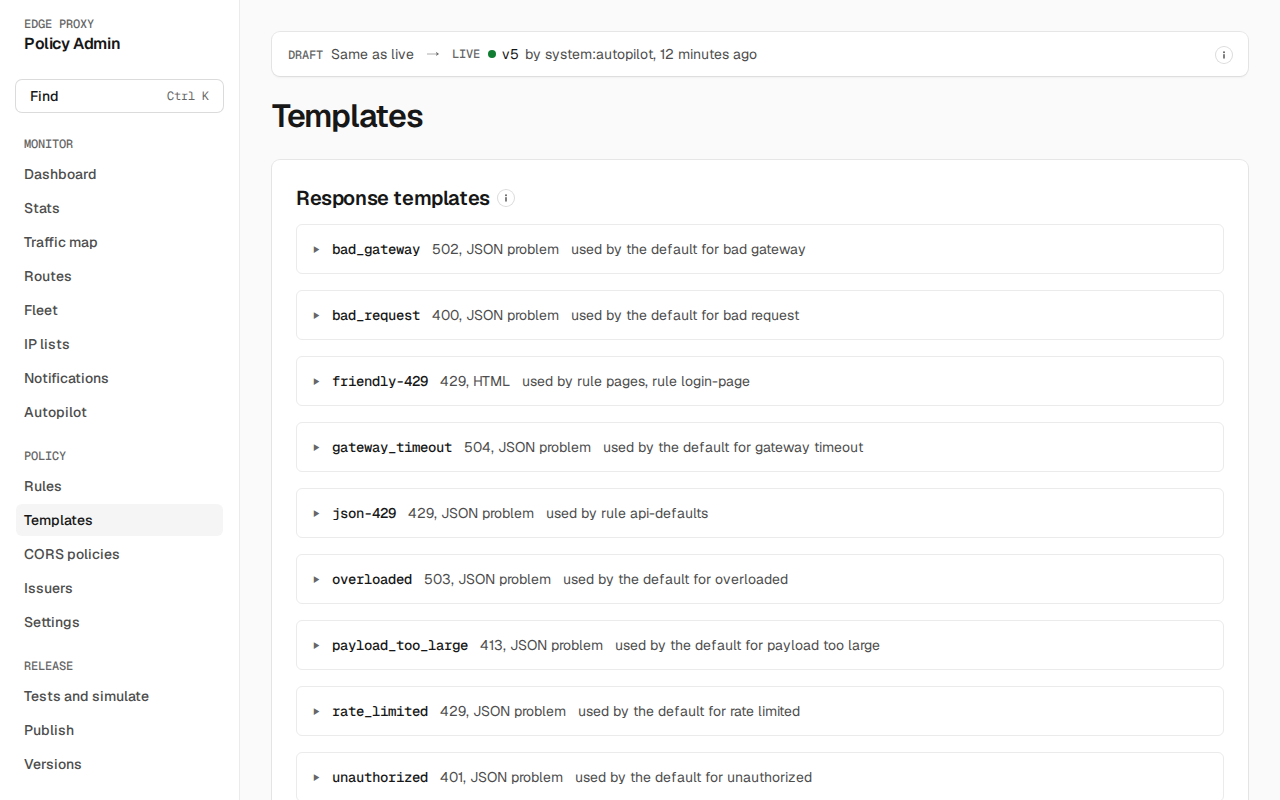 EDGE PROXY
Policy Admin
Find Ctrl K
MONITOR
Dashboard
Stats
Traffic map
Routes
Fleet
IP lists
Notifications
Autopilot
POLICY
Rules
Templates
CORS policies
Issuers
Settings
RELEASE
Tests and simulate
Publish
Versions
DRAFT Same as live → LIVE v5 by system:autopilot, 12 minutes ago
Templates
Response templates
bad_gateway 502, JSON problem used by the default for bad gateway
bad_request 400, JSON problem used by the default for bad request
friendly-429 429, HTML used by rule pages, rule login-page
gateway_timeout 504, JSON problem used by the default for gateway timeout
json-429 429, JSON problem used by rule api-defaults
overloaded 503, JSON problem used by the default for overloaded
payload_too_large 413, JSON problem used by the default for payload too large
rate_limited 429, JSON problem used by the default for rate limited
unauthorized 401, JSON problem used by the default for unauthorized